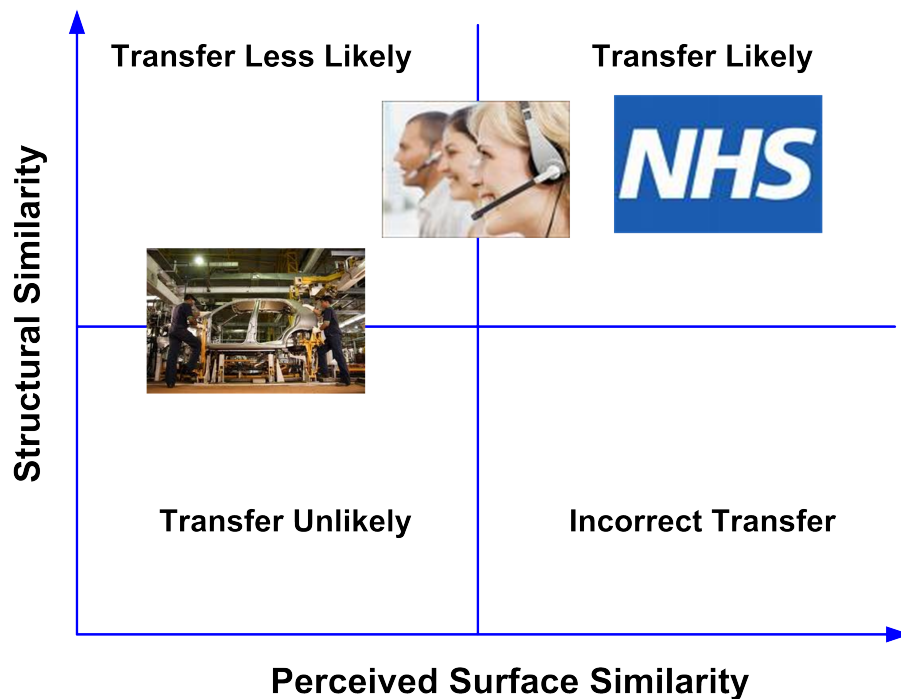 Transfer Less Likely
Transfer Likely
NHS
Structural Similarity
Transfer Unlikely
Incorrect Transfer
Perceived Surface Similarity